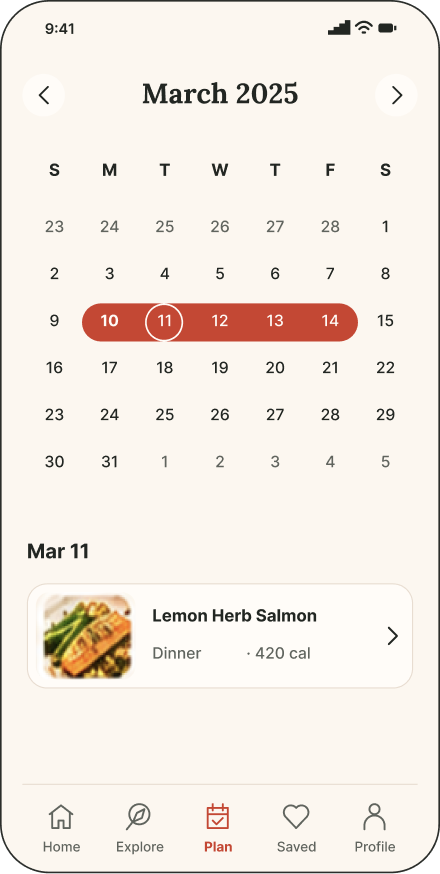 9:41
March 2025
S M T W T F S
23 24 25 26 27 28 1
2 3 4 5 6 7 8
9 10 11 12 13 14 15
16 17 18 19 20 21 22
23 24 25 26 27 28 29
30 31 1 2 3 4 5
Mar 11
Lemon Herb Salmon
Dinner · 420 cal
Home Explore Plan Saved Profile